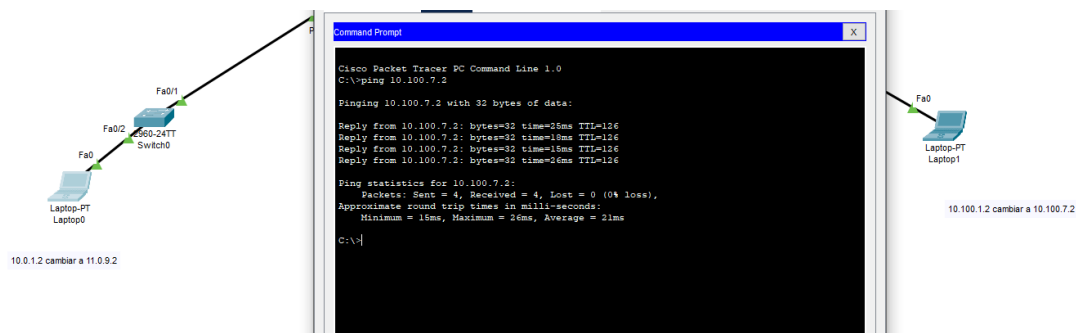 P
Command Prompt
X
Cisco Packet Tracer PC Command Line 1.0
C:\>ping 10.100.7.2
Pinging 10.100.7.2 with 32 bytes of data:
Reply from 10.100.7.2: bytes=32 time=25ms TTL=126
Reply from 10.100.7.2: bytes=32 time=18ms TTL=126
Reply from 10.100.7.2: bytes=32 time=15ms TTL=126
Reply from 10.100.7.2: bytes=32 time=26ms TTL=126
Ping statistics for 10.100.7.2:
Packets: Sent = 4, Received = 4, Lost = 0 (0% loss),
Approximate round trip times in milli-seconds:
Minimum = 15ms, Maximum = 26ms, Average = 21ms
C:\>
Fa0/1
Fa0/2
2960-24TT
Switch0
Fa0
Laptop-PT
Laptop0
10.0.1.2 cambiar a 11.0.9.2
Fa0
Laptop-PT
Laptop1
10.100.1.2 cambiar a 10.100.7.2